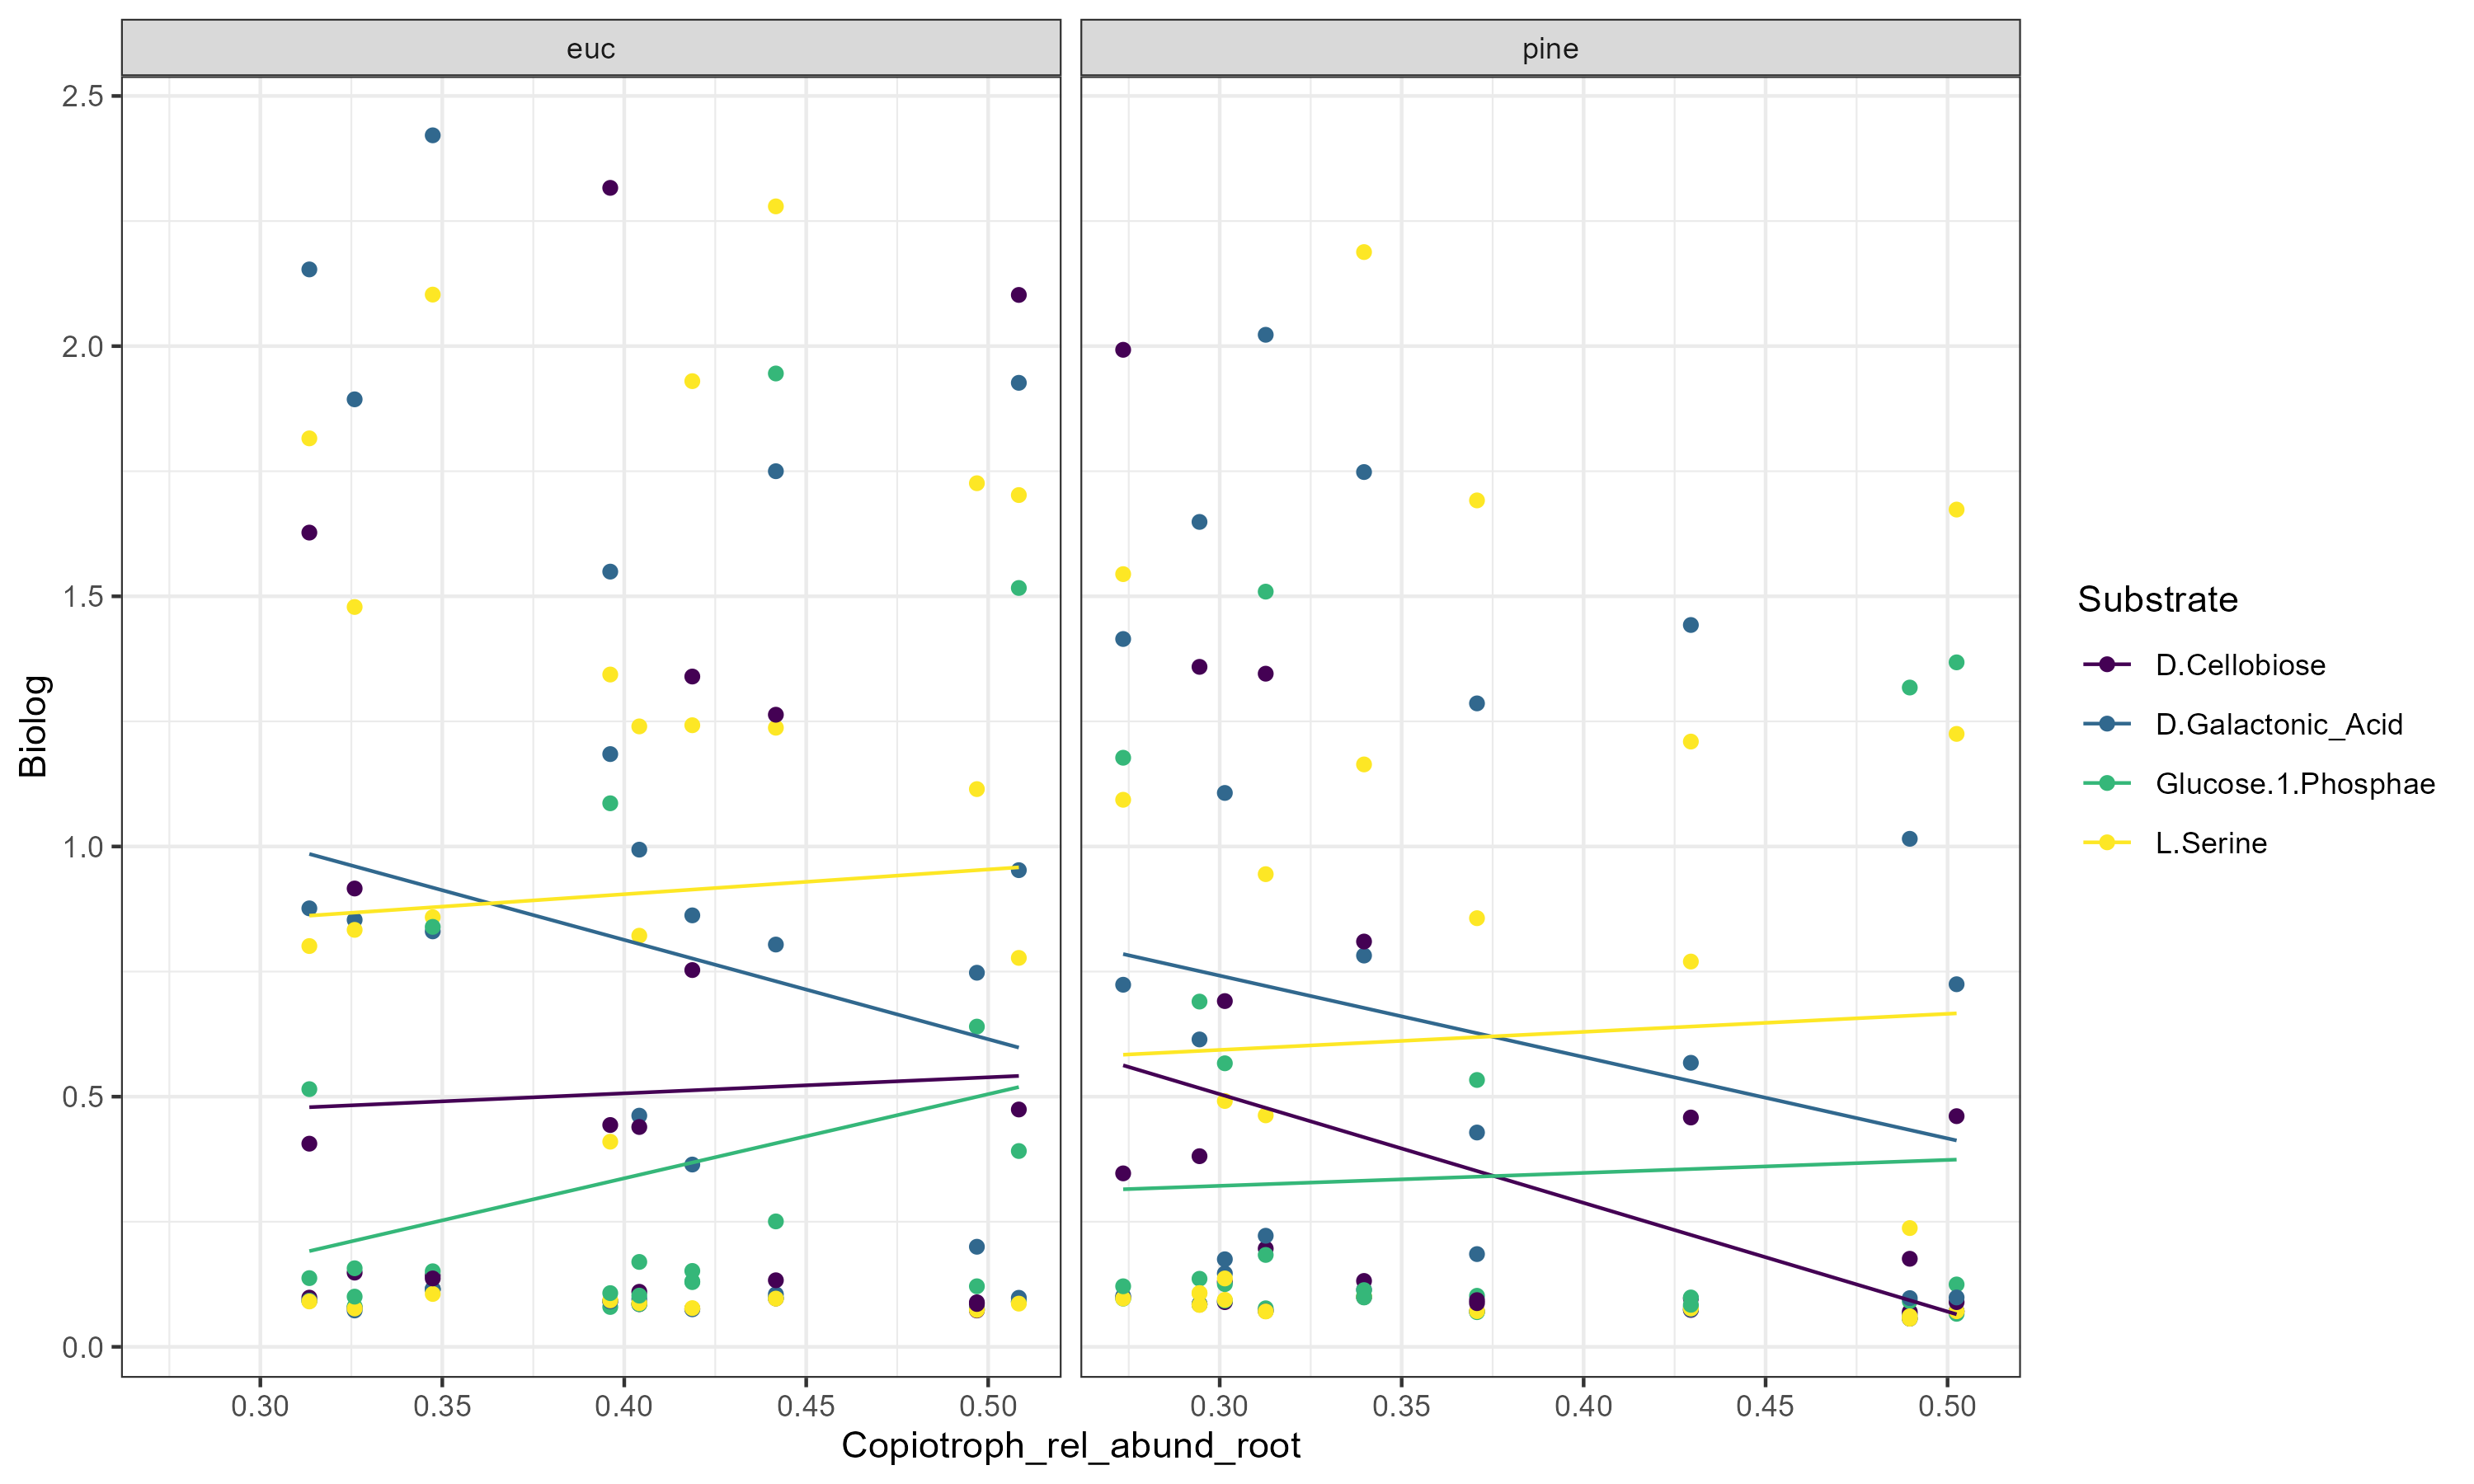 euc
pine
2.5
2.0
1.5
1.0
0.5
0.0
Biolog
0.30 0.35 0.40 0.45 0.50
0.30 0.35 0.40 0.45 0.50
Copiotroph_rel_abund_root
Substrate
D.Cellobiose
D.Galactonic_Acid
Glucose.1.Phosphae
L.Serine